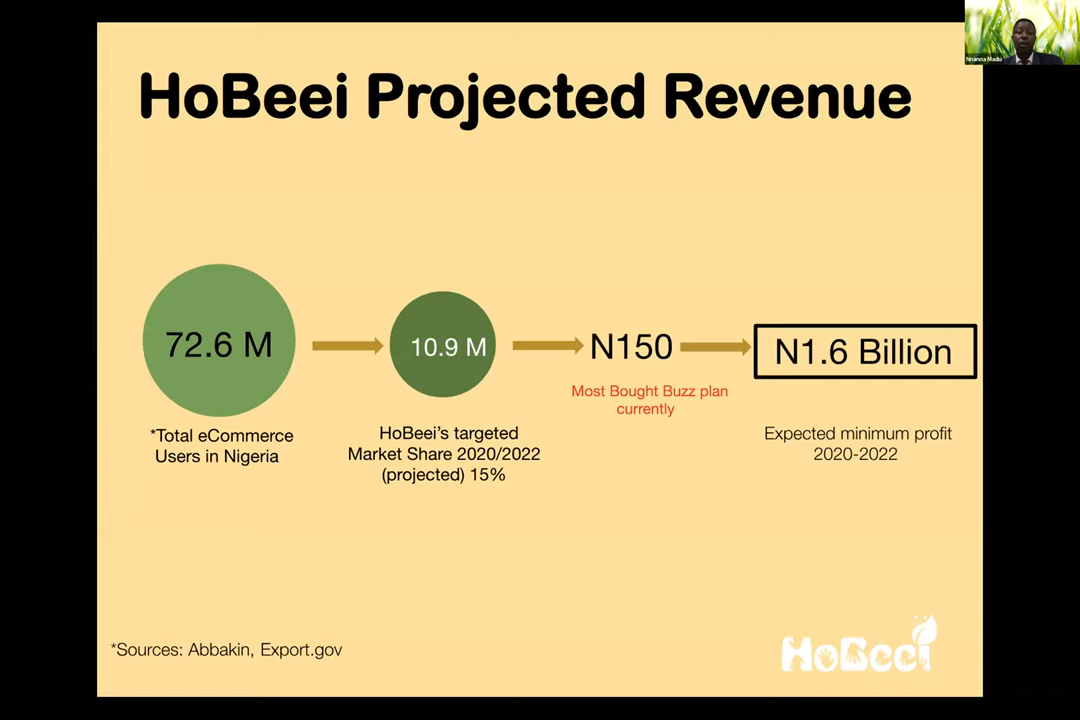 Nnanna Madu
HoBeei Projected Revenue
72.6 M
10.9 M
N150
N1.6 Billion
Most Bought Buzz plan
currently
*Total eCommerce
Users in Nigeria
HoBeei's targeted
Market Share 2020/2022
(projected) 15%
Expected minimum profit
2020-2022
*Sources: Abbakin, Export.gov
HoBeei